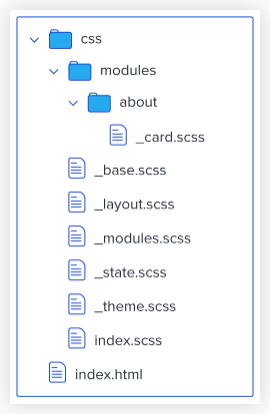 css
modules
about
_card.scss
_base.scss
_layout.scss
_modules.scss
_state.scss
_theme.scss
index.scss
index.html